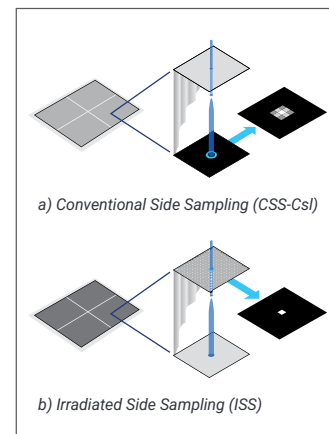 a) Conventional Side Sampling (CSS-CsI)
b) Irradiated Side Sampling (ISS)